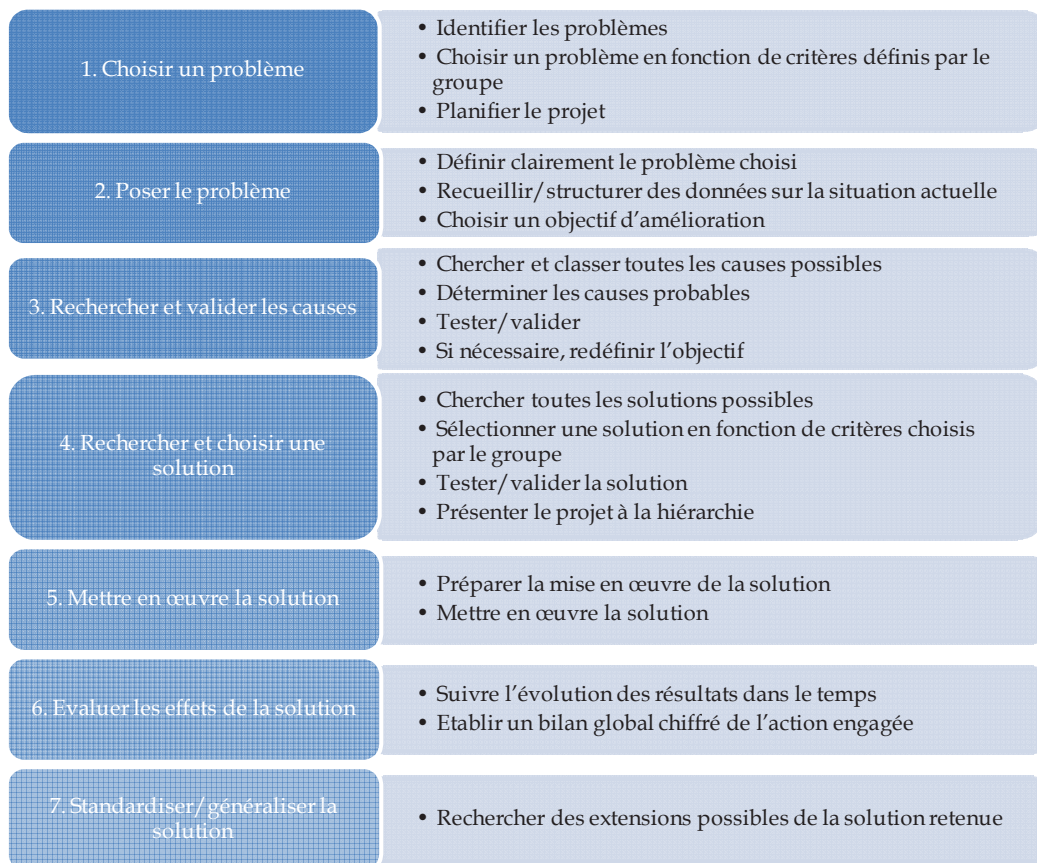 1. Choisir un problème
• Identifier les problèmes
• Choisir un problème en fonction de critères définis par le
groupe
• Planifier le projet
2. Poser le problème
• Définir clairement le problème choisi
• Recueillir/structurer des données sur la situation actuelle
• Choisir un objectif d'amélioration
3. Rechercher et valider les causes
• Chercher et classer toutes les causes possibles
• Déterminer les causes probables
• Tester/valider
• Si nécessaire, redéfinir l'objectif
4. Rechercher et choisir une
solution
• Chercher toutes les solutions possibles
• Sélectionner une solution en fonction de critères choisis
par le groupe
• Tester/valider la solution
• Présenter le projet à la hiérarchie
5. Mettre en œuvre la solution
• Préparer la mise en œuvre de la solution
• Mettre en œuvre la solution
6. Evaluer les effets de la solution
• Suivre l'évolution des résultats dans le temps
• Etablir un bilan global chiffré de l'action engagée
7. Standardiser/généraliser la
solution
• Rechercher des extensions possibles de la solution retenue